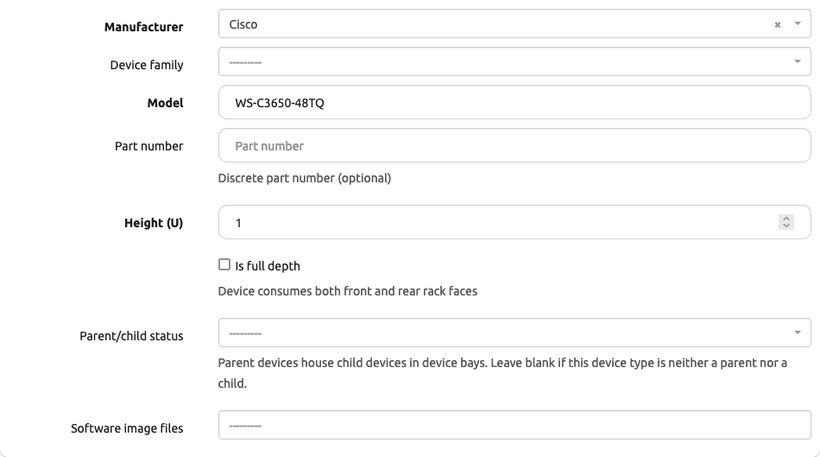 Manufacturer
Cisco
Device family
---------
Model
WS-C3650-48TQ
Part number
Part number
Discrete part number (optional)
Height (U)
1
Is full depth
Device consumes both front and rear rack faces
Parent/child status
---------
Parent devices house child devices in device bays. Leave blank if this device type is neither a parent nor a
child.
Software image files
---------